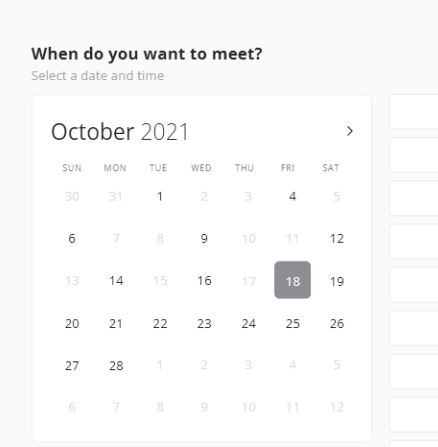 When do you want to meet?
Select a date and time
October 2021
SUN MON TUE WED THU FRI SAT
30 31 1 2 3 4 5
6 7 8 9 10 11 12
13 14 15 16 17 18 19
20 21 22 23 24 25 26
27 28 1 2 3 4 5
6 7 8 9 10 11 12